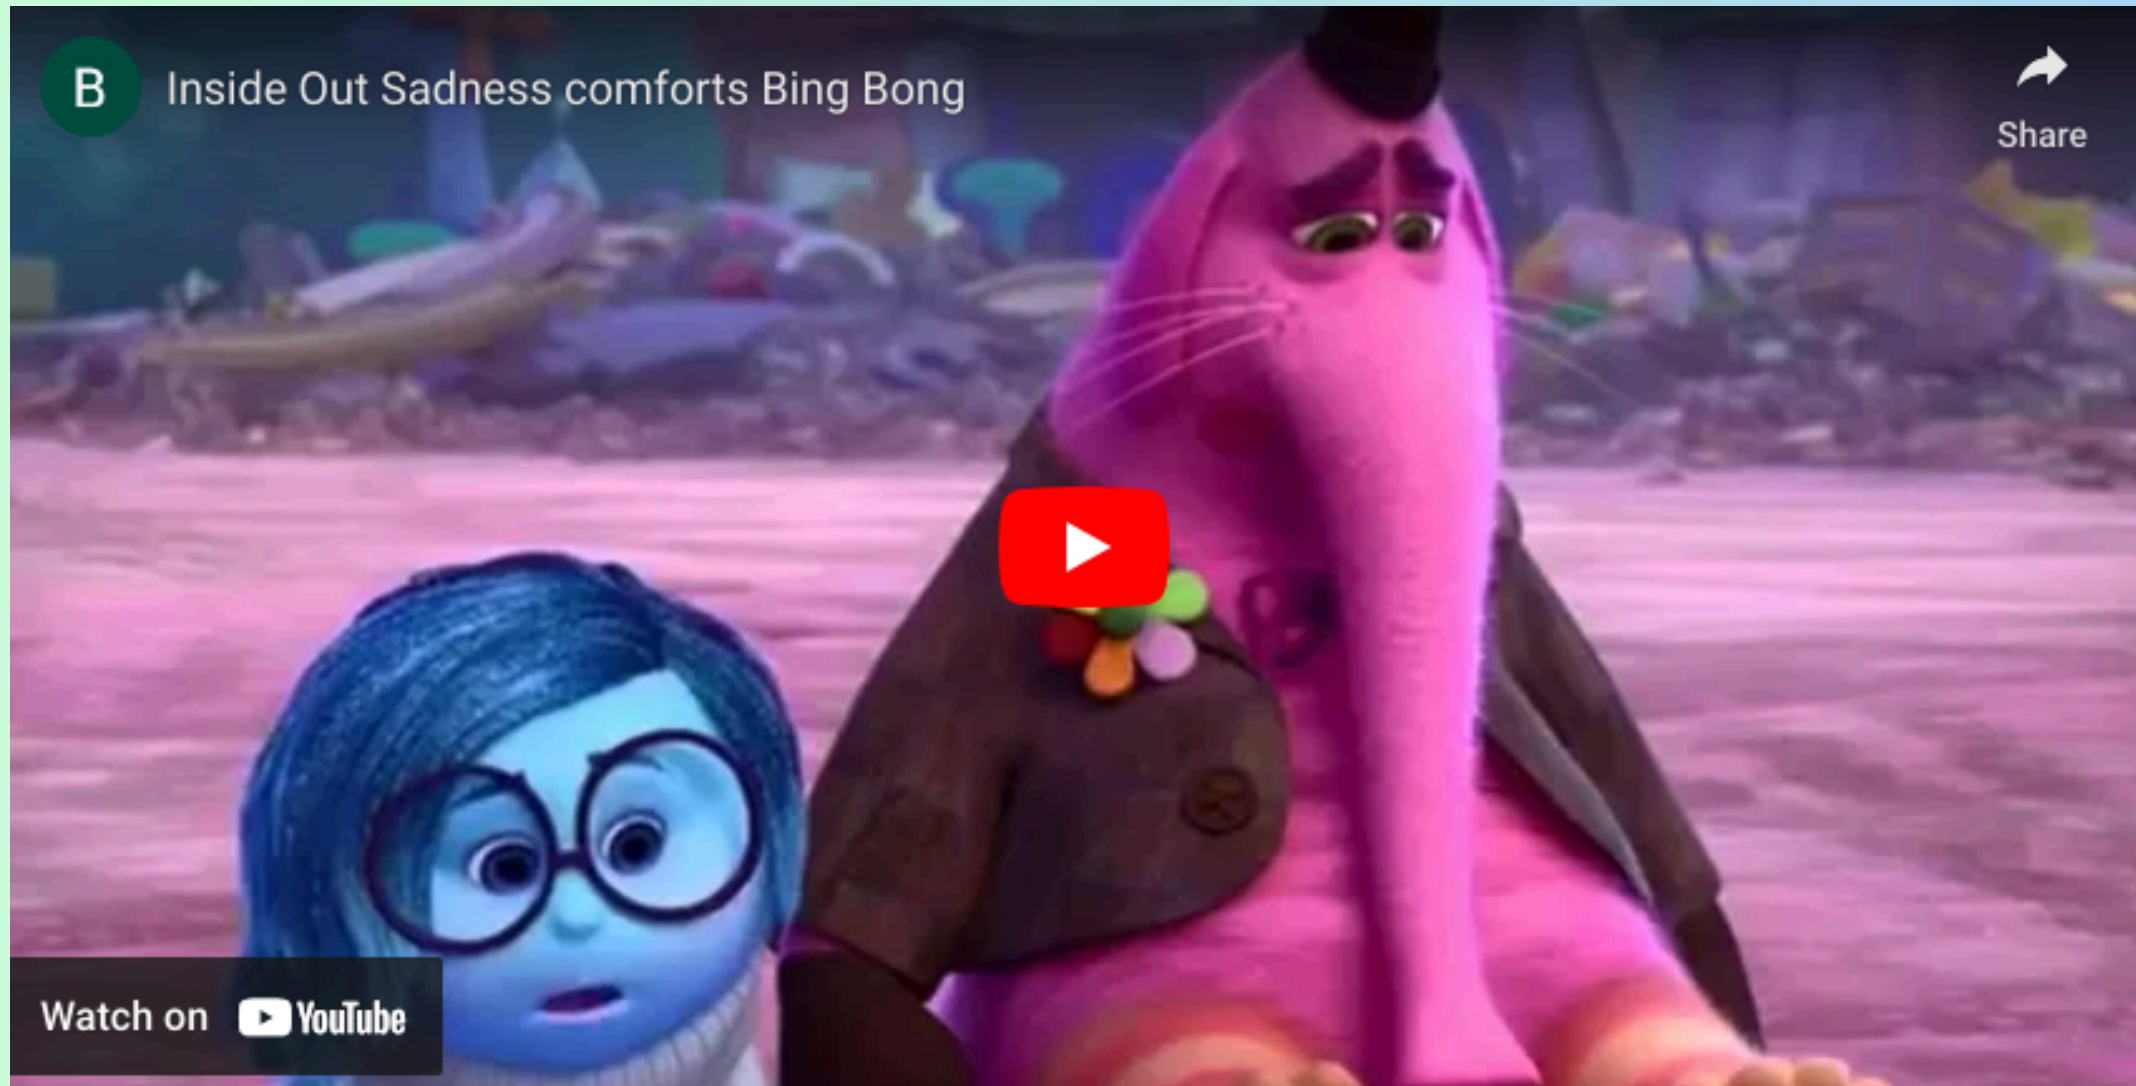 B
Inside Out Sadness comforts Bing Bong
Share
Watch on YouTube